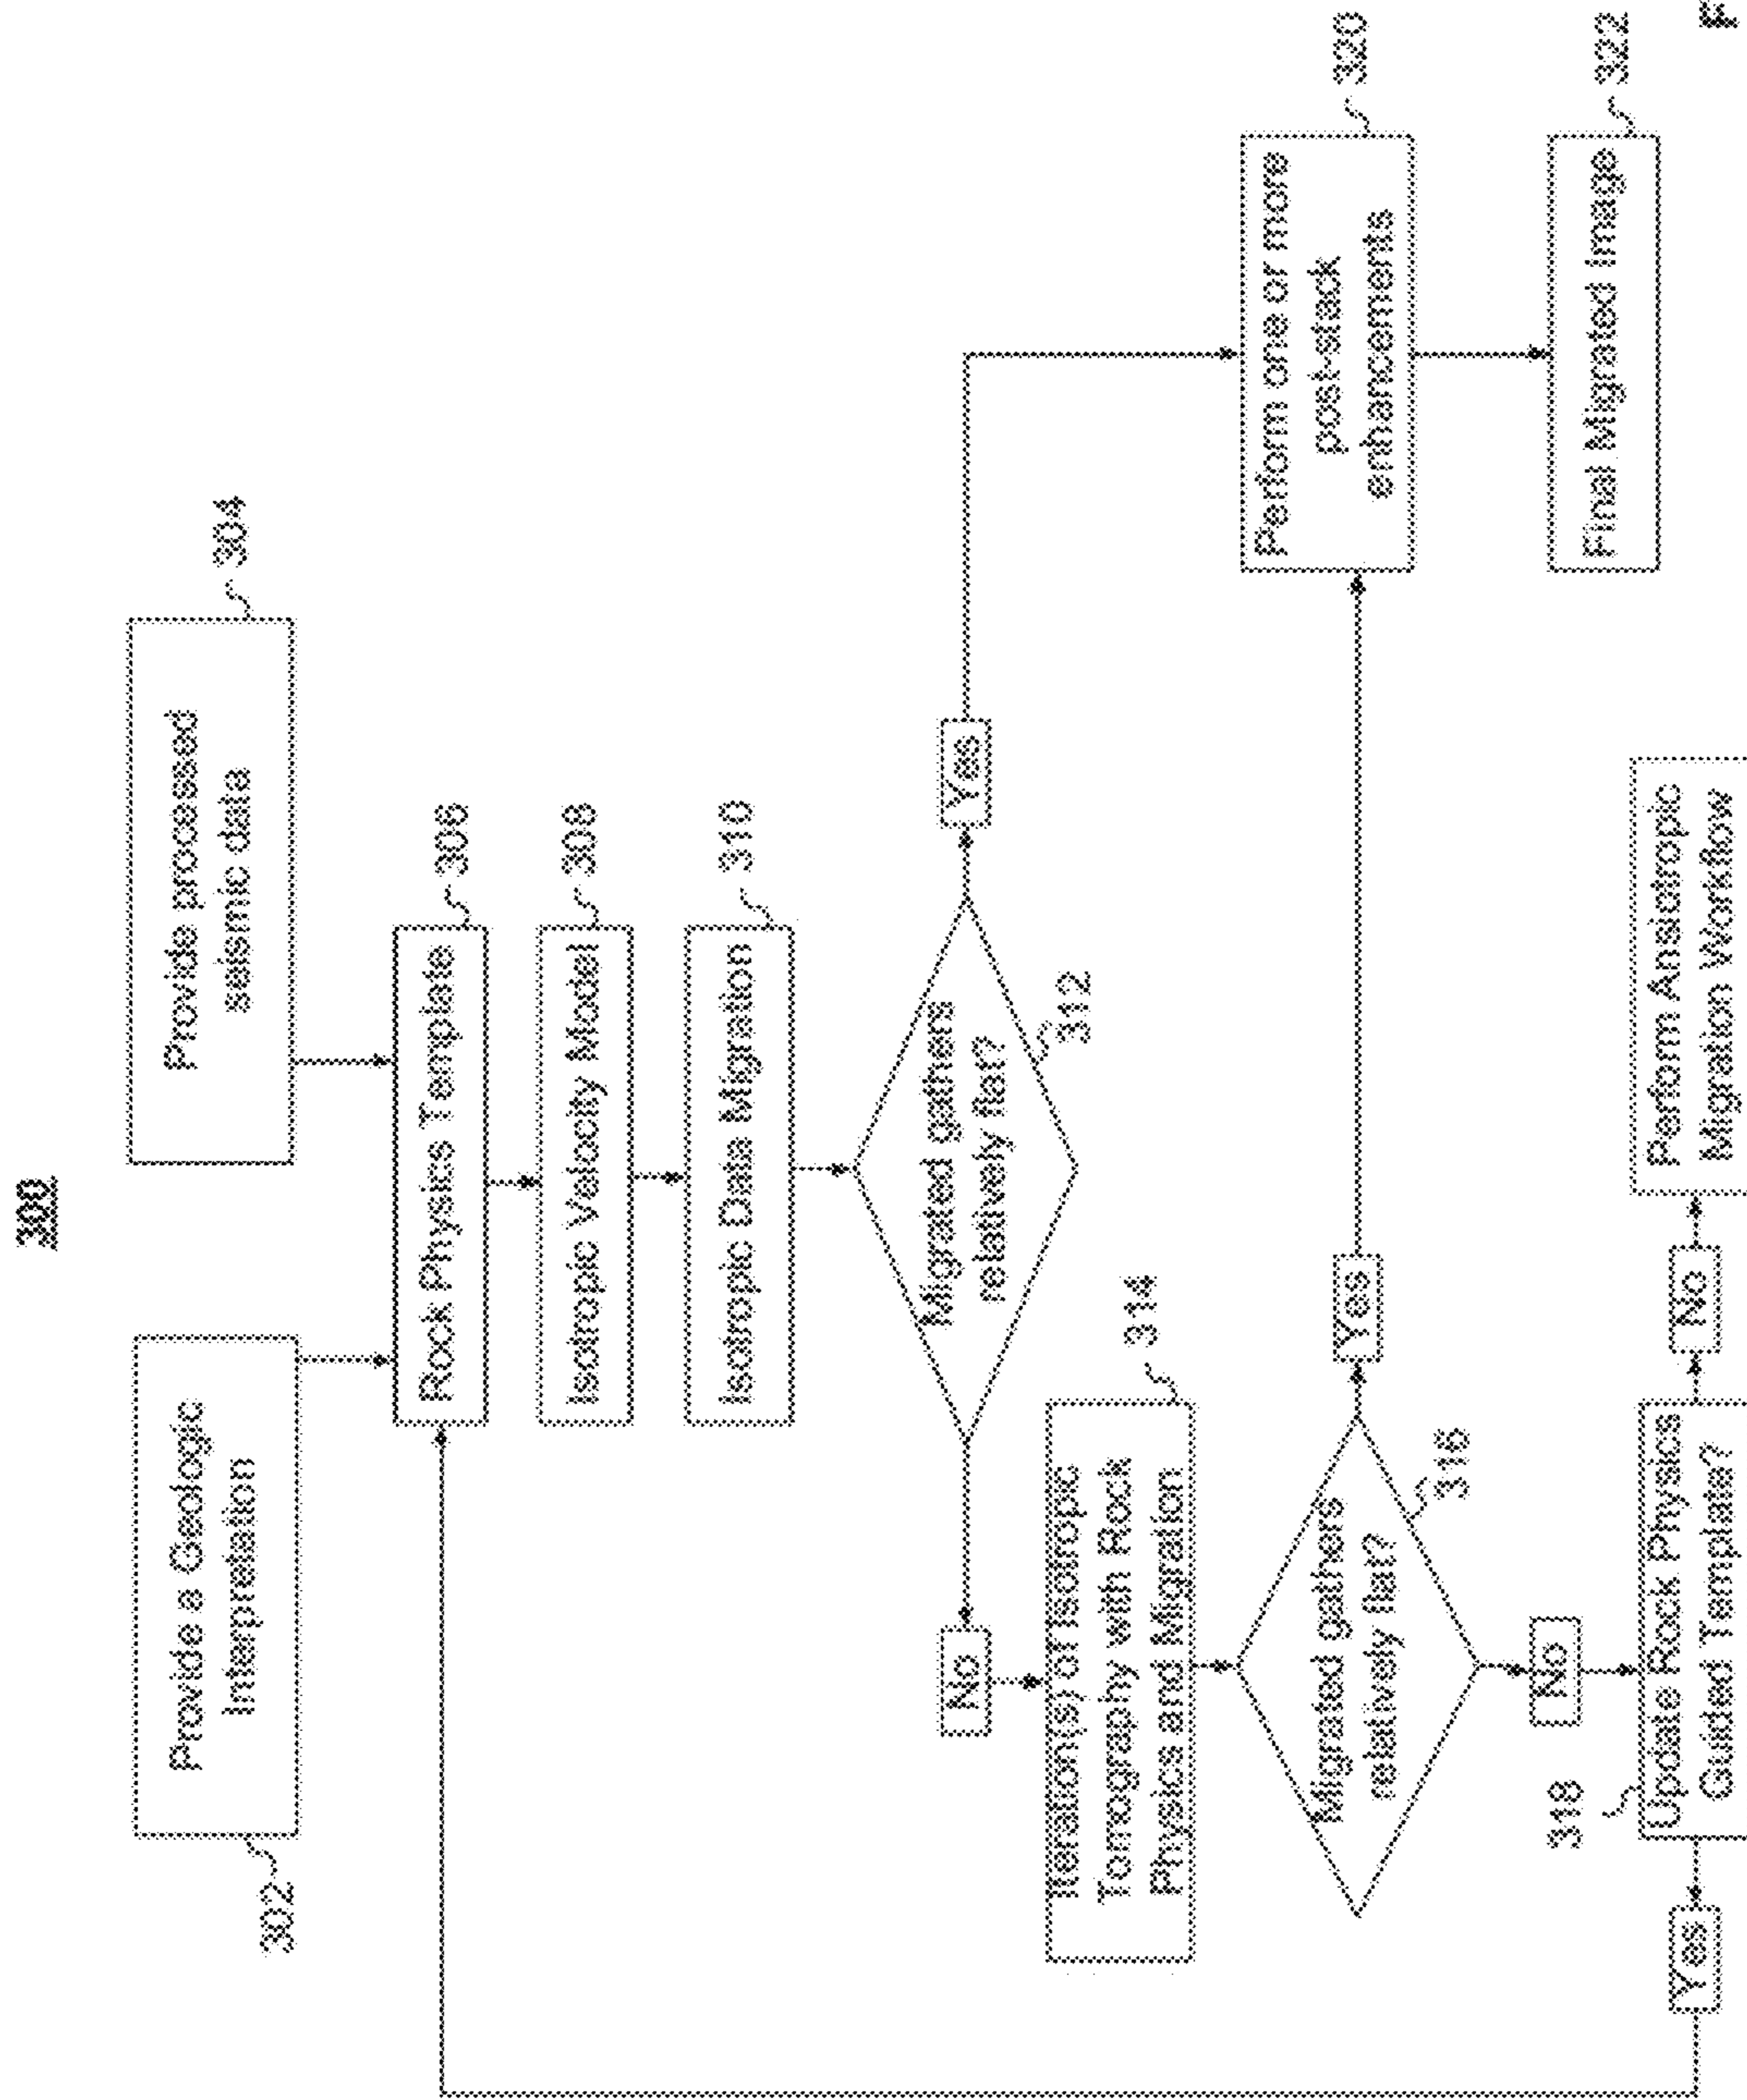 300
Provide a Geologic
Interpretation
302
Provide processed
seismic data
304
Rock Physics Template
306
Isotropic Velocity Model
308
Isotropic Data Migration
310
Migrated gathers
relatively flat?
312
No
Yes
Iteration(s) of Isotropic
Tomography with Rock
Physics and Migration
314
Migrated gathers
relatively flat?
316
Yes
No
Perform one or more
post-stack
enhancements
320
Final Migrated Image
322
318
Update Rock Physics
Guided Template?
Yes
No
Perform Anisotropic
Migration Workflow
F